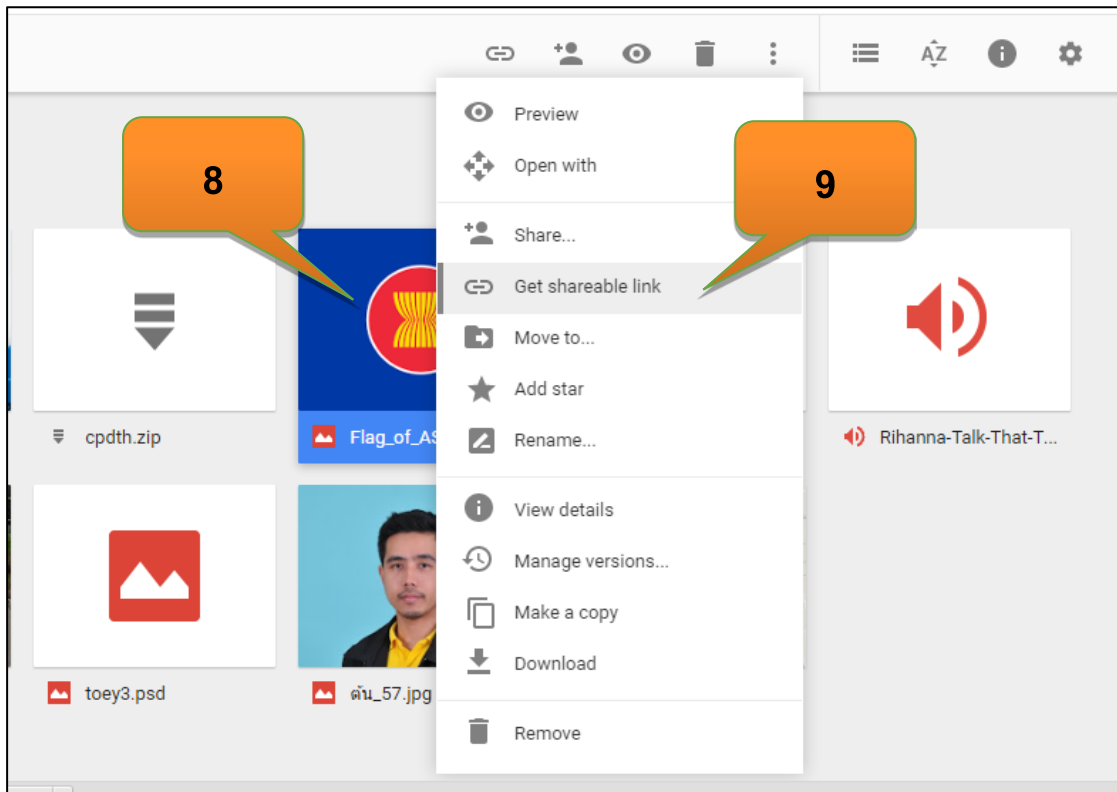 AZ
Preview
Open with
8
9
Share...
Get shareable link
Move to...
Add star
cpdth.zip
Flag_of_AS
Rename...
Rihanna-Talk-That-T...
View details
Manage versions...
Make a copy
Download
toey3.psd
ต้น_57.jpg
Remove